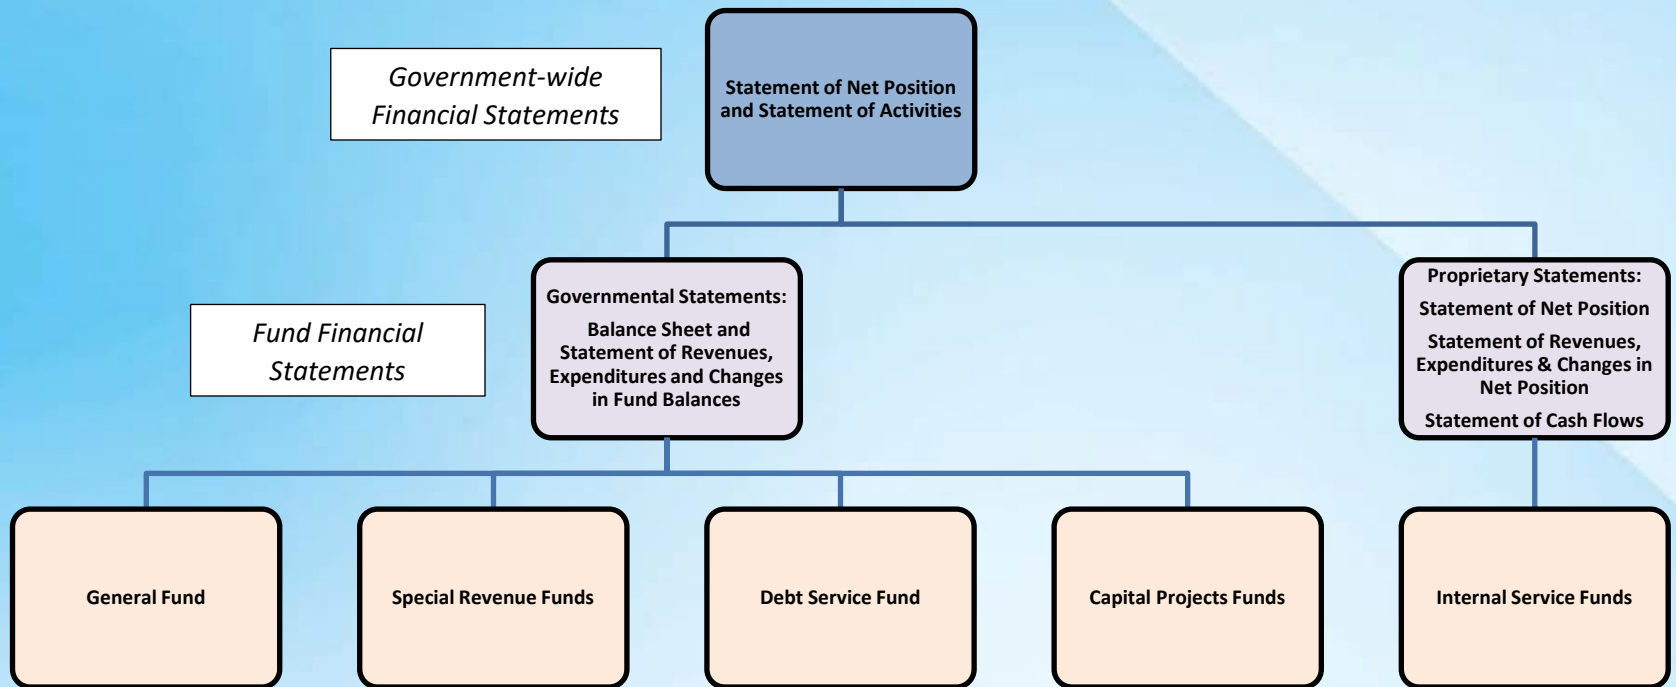 Government-wide
Financial Statements
Statement of Net Position
and Statement of Activities
Fund Financial
Statements
Governmental Statements:
Balance Sheet and
Statement of Revenues,
Expenditures and Changes
in Fund Balances
Proprietary Statements:
Statement of Net Position
Statement of Revenues,
Expenditures & Changes in
Net Position
Statement of Cash Flows
General Fund
Special Revenue Funds
Debt Service Fund
Capital Projects Funds
Internal Service Funds